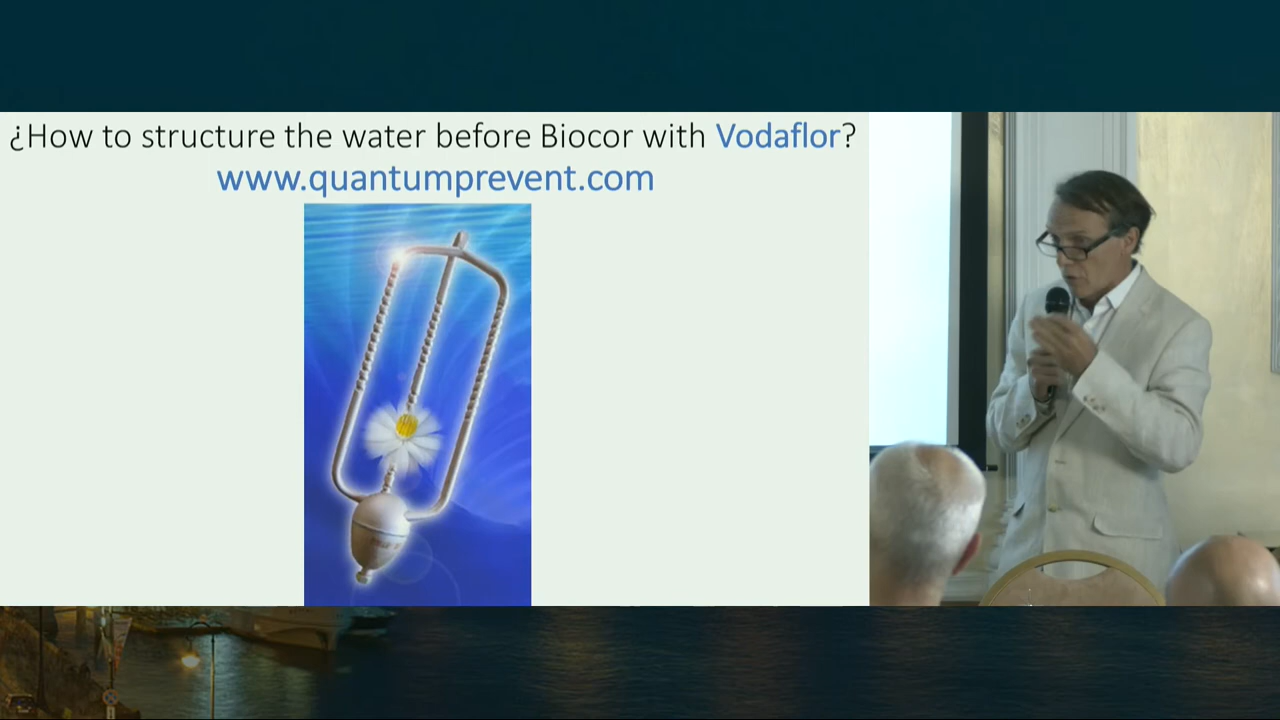 ¿How to structure the water before Biocor with Vodaflor?
www.quantumprevent.com